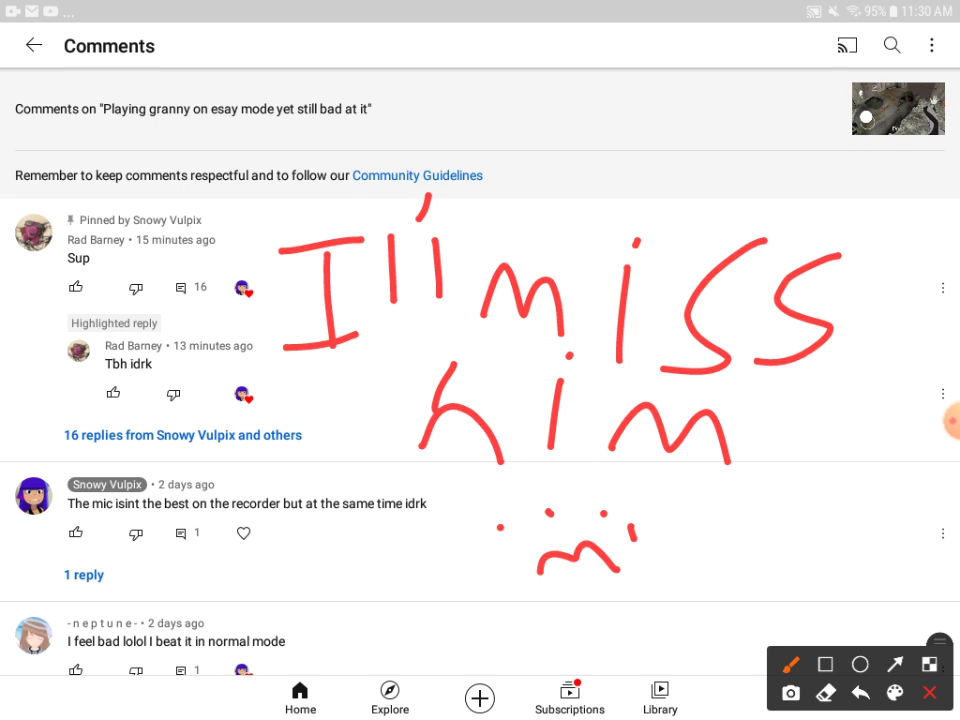 ... 95% 11:30 AM
Comments
Comments on "Playing granny on esay mode yet still bad at it"
Remember to keep comments respectful and to follow our Community Guidelines
Pinned by Snowy Vulpix
Rad Barney • 15 minutes ago
Sup
16
Highlighted reply
Rad Barney • 13 minutes ago
Tbh idrk
16 replies from Snowy Vulpix and others
I'll miss
him
Snowy Vulpix • 2 days ago
The mic isint the best on the recorder but at the same time idrk
1
1 reply
- n e p t u n e - • 2 days ago
I feel bad lolol I beat it in normal mode
1
Home Explore Subscriptions Library